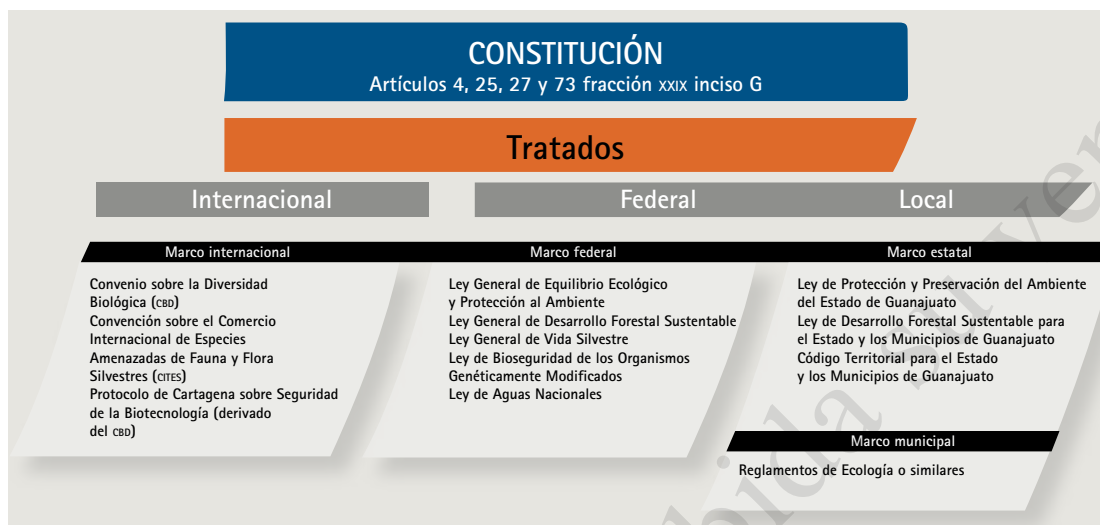 CONSTITUCIÓN
Artículos 4, 25, 27 y 73 fracción XXIX inciso G
Tratados
Internacional
Federal
Local
Marco internacional
Convenio sobre la Diversidad
Biológica (CBD)
Convención sobre el Comercio
Internacional de Especies
Amenazadas de Fauna y Flora
Silvestres (CITES)
Protocolo de Cartagena sobre Seguridad
de la Biotecnología (derivado
del CBD)
Marco federal
Ley General de Equilibrio Ecológico
y Protección al Ambiente
Ley General de Desarrollo Forestal Sustentable
Ley General de Vida Silvestre
Ley de Bioseguridad de los Organismos
Genéticamente Modificados
Ley de Aguas Nacionales
Marco estatal
Ley de Protección y Preservación del Ambiente
del Estado de Guanajuato
Ley de Desarrollo Forestal Sustentable para
el Estado y los Municipios de Guanajuato
Código Territorial para el Estado
y los Municipios de Guanajuato
Marco municipal
Reglamentos de Ecología o similares
su